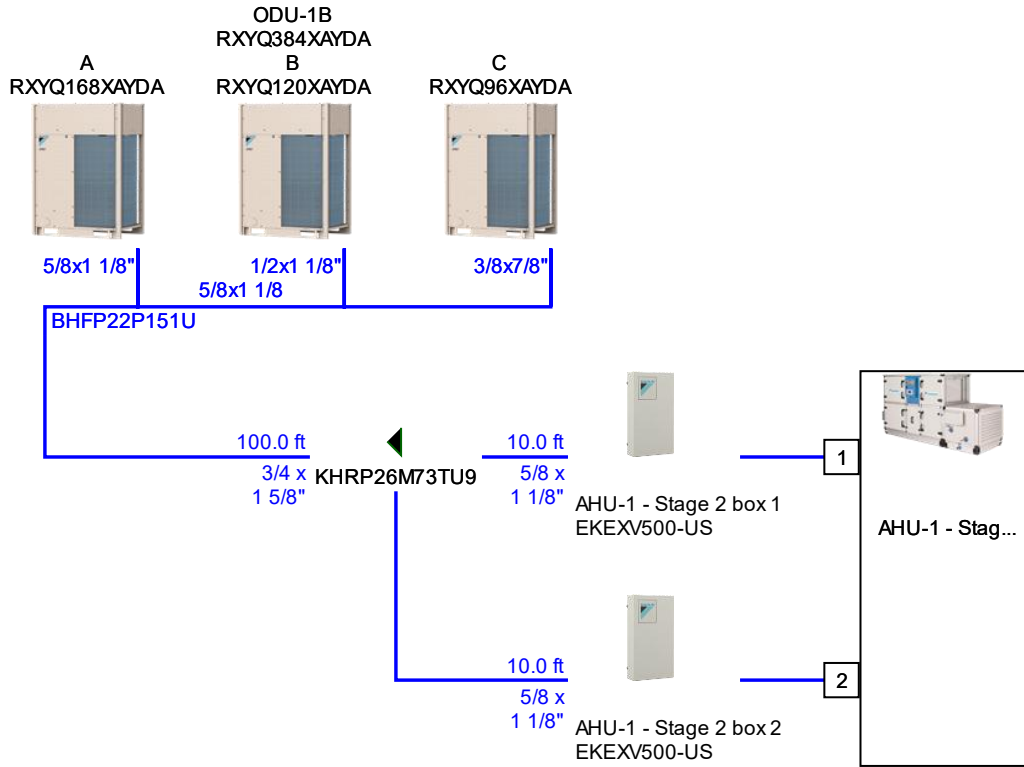 ODU-1B
RXYQ384XAYDA
A
RXYQ168XAYDA
B
RXYQ120XAYDA
C
RXYQ96XAYDA
5/8x1 1/8"
1/2x1 1/8"
3/8x7/8"
5/8x1 1/8
BHFP22P151U
100.0 ft
3/4 x
1 5/8"
KHRP26M73TU9
10.0 ft
5/8 x
1 1/8"
AHU-1 - Stage 2 box 1
EKEXV500-US
1
AHU-1 - Stag...
10.0 ft
5/8 x
1 1/8"
AHU-1 - Stage 2 box 2
EKEXV500-US
2